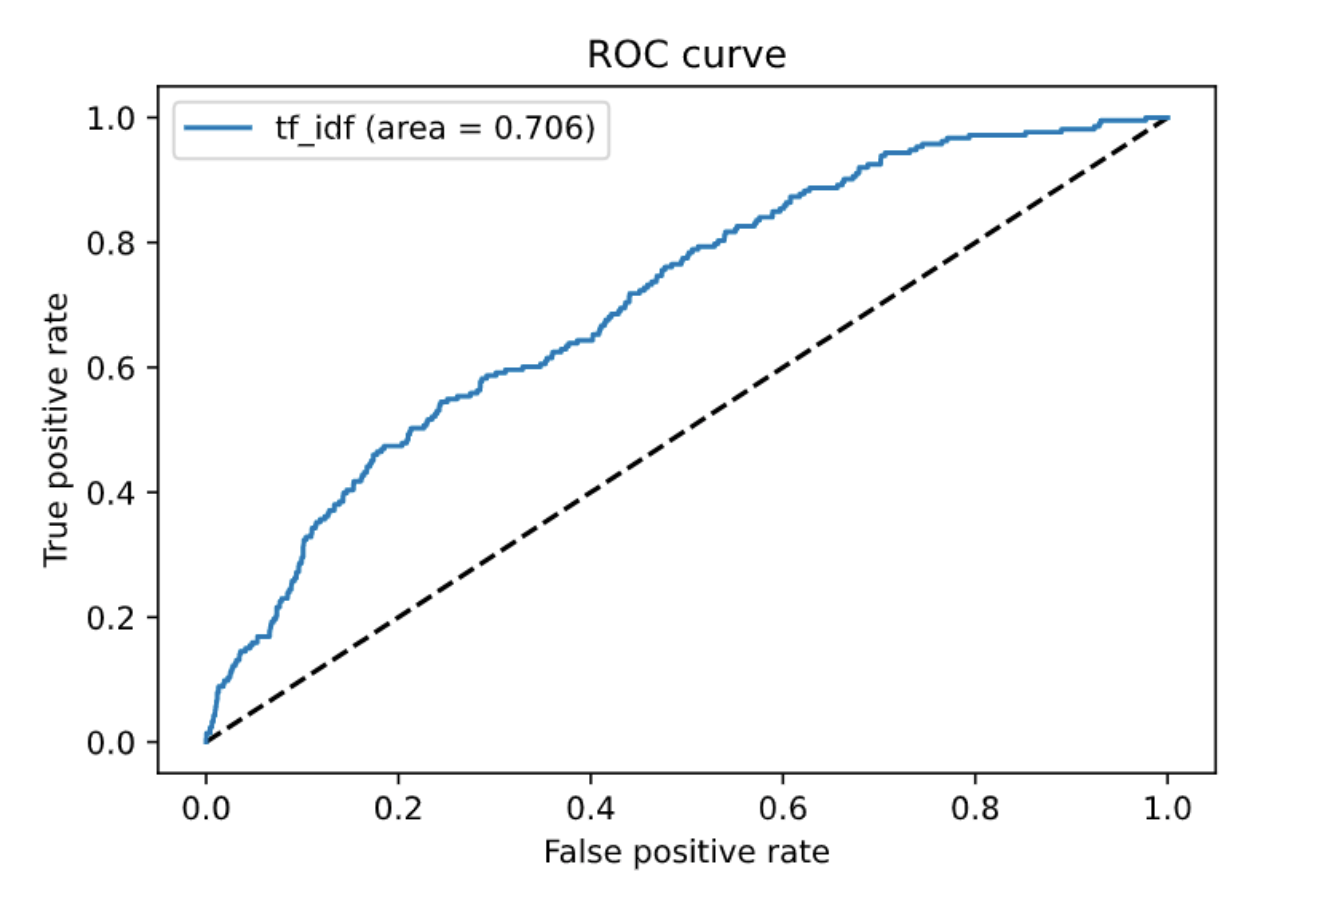 ROC curve
tf_idf (area = 0.706)
1.0
0.8
0.6
0.4
0.2
0.0
True positive rate
0.0 0.2 0.4 0.6 0.8 1.0
False positive rate